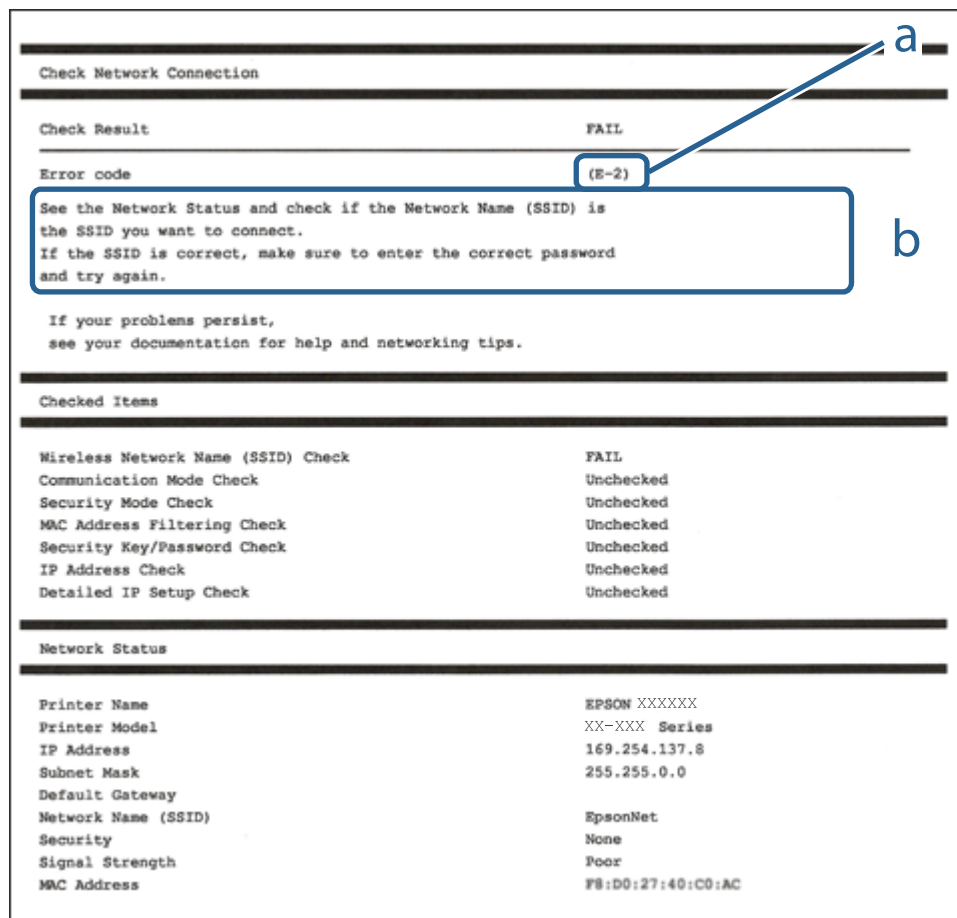 a
Check Network Connection
Check Result FAIL
Error code (E-2)
See the Network Status and check if the Network Name (SSID) is
the SSID you want to connect.
If the SSID is correct, make sure to enter the correct password
and try again.
b
If your problems persist,
see your documentation for help and networking tips.
Checked Items
Wireless Network Name (SSID) Check FAIL
Communication Mode Check Unchecked
Security Mode Check Unchecked
MAC Address Filtering Check Unchecked
Security Key/Password Check Unchecked
IP Address Check Unchecked
Detailed IP Setup Check Unchecked
Network Status
Printer Name EPSON XXXXXX
Printer Model XX-XXX Series
IP Address 169.254.137.8
Subnet Mask 255.255.0.0
Default Gateway
Network Name (SSID) EpsonNet
Security None
Signal Strength Poor
MAC Address F8:D0:27:40:C0:AC